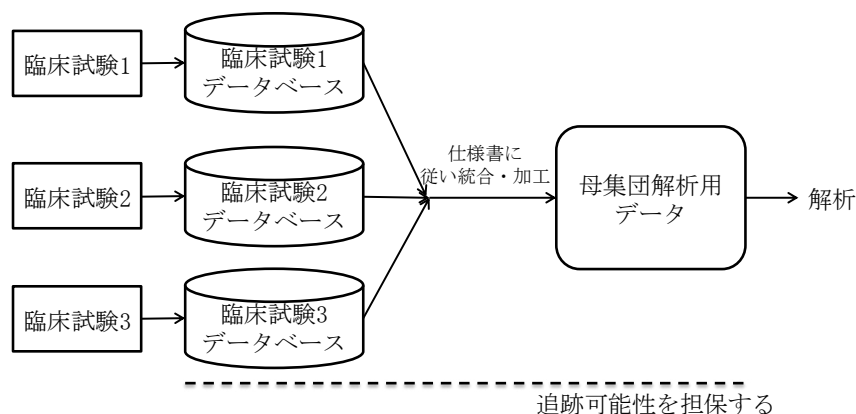 臨床試験1
臨床試験1
データベース
臨床試験2
臨床試験2
データベース
臨床試験3
臨床試験3
データベース
仕様書に
従い統合・加工
母集団解析用
データ
解析
追跡可能性を担保する